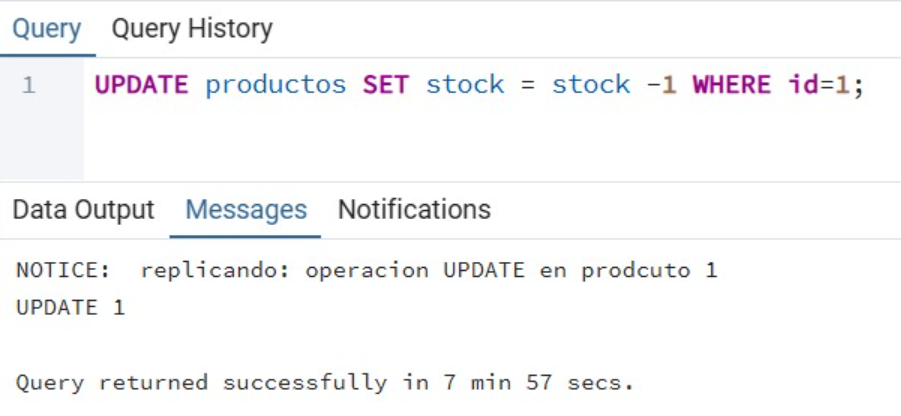 Query Query History
1 UPDATE productos SET stock = stock -1 WHERE id=1;
Data Output Messages Notifications
NOTICE:  replicando: operacion UPDATE en prodcuto 1
UPDATE 1
Query returned successfully in 7 min 57 secs.